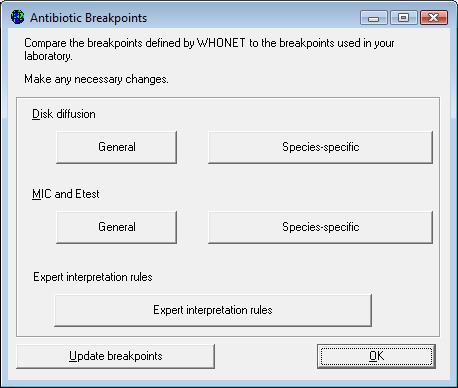 Antibiotic Breakpoints
Compare the breakpoints defined by WHONET to the breakpoints used in your
laboratory.
Make any necessary changes.
Disk diffusion
General
Species-specific
MIC and Etest
General
Species-specific
Expert interpretation rules
Expert interpretation rules
Update breakpoints
OK